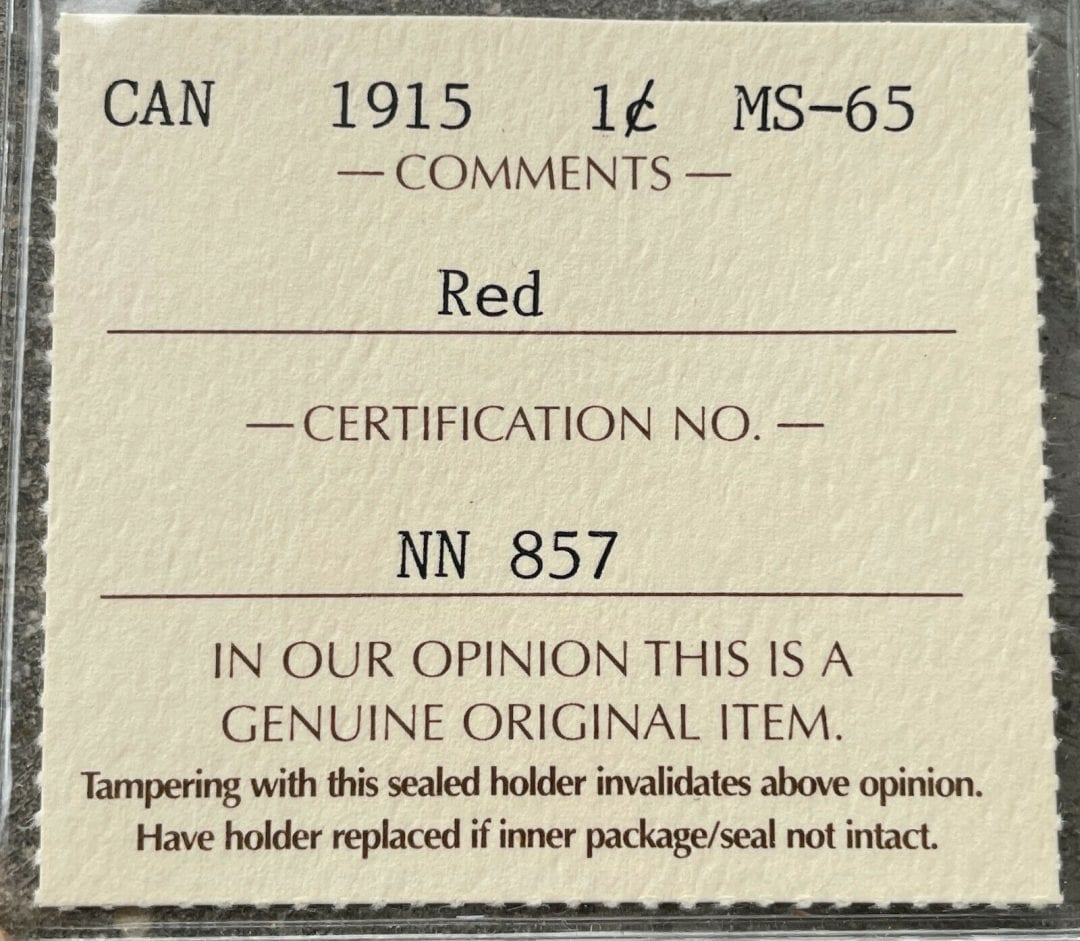 CAN 1915 1¢ MS-65
— COMMENTS —
Red
— CERTIFICATION NO. —
NN 857
IN OUR OPINION THIS IS A
GENUINE ORIGINAL ITEM.
Tampering with this sealed holder invalidates above opinion.
Have holder replaced if inner package/seal not intact.